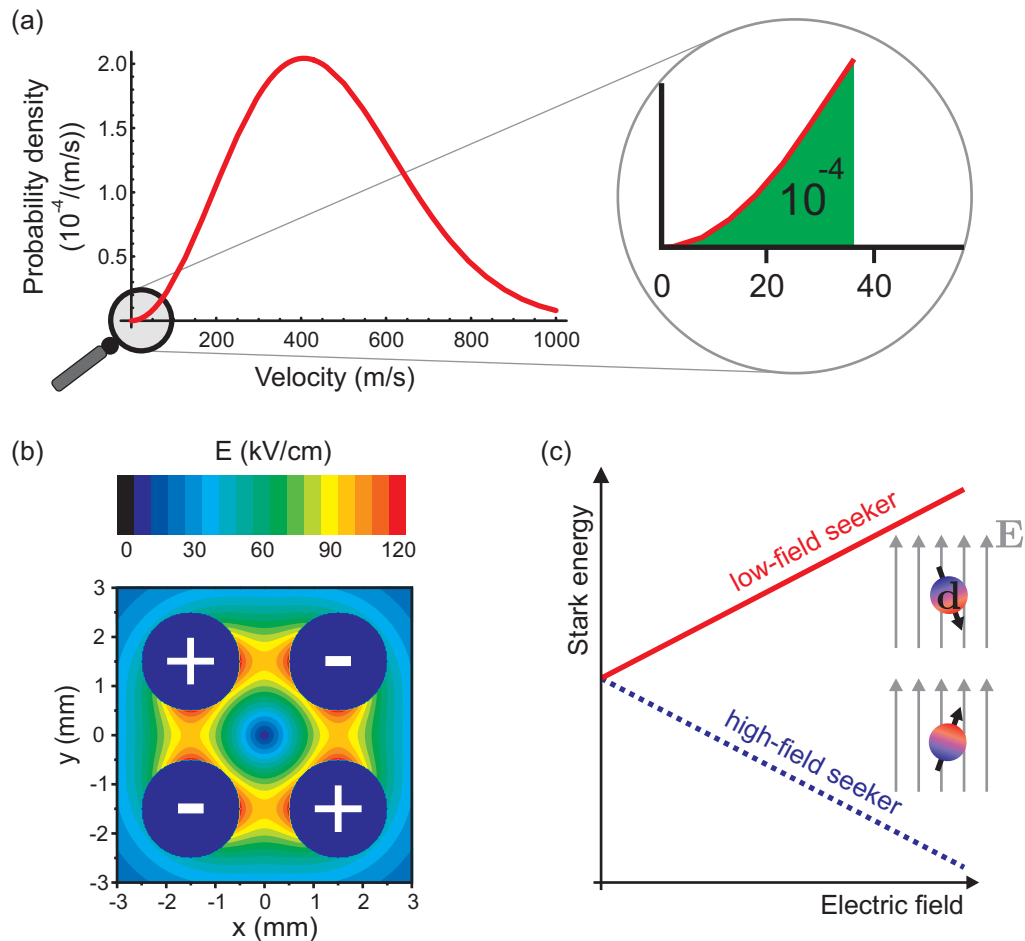 (a)
Probability density
(10⁻⁴/(m/s))
2.0
1.5
1.0
0.5
200 400 600 800 1000
Velocity (m/s)
10⁻⁴
0 20 40
(b)
E (kV/cm)
0 30 60 90 120
y (mm)
3
2
1
0
-1
-2
-3
+ -
- +
-3 -2 -1 0 1 2 3
x (mm)
(c)
Stark energy
low-field seeker
high-field seeker
E
d
Electric field